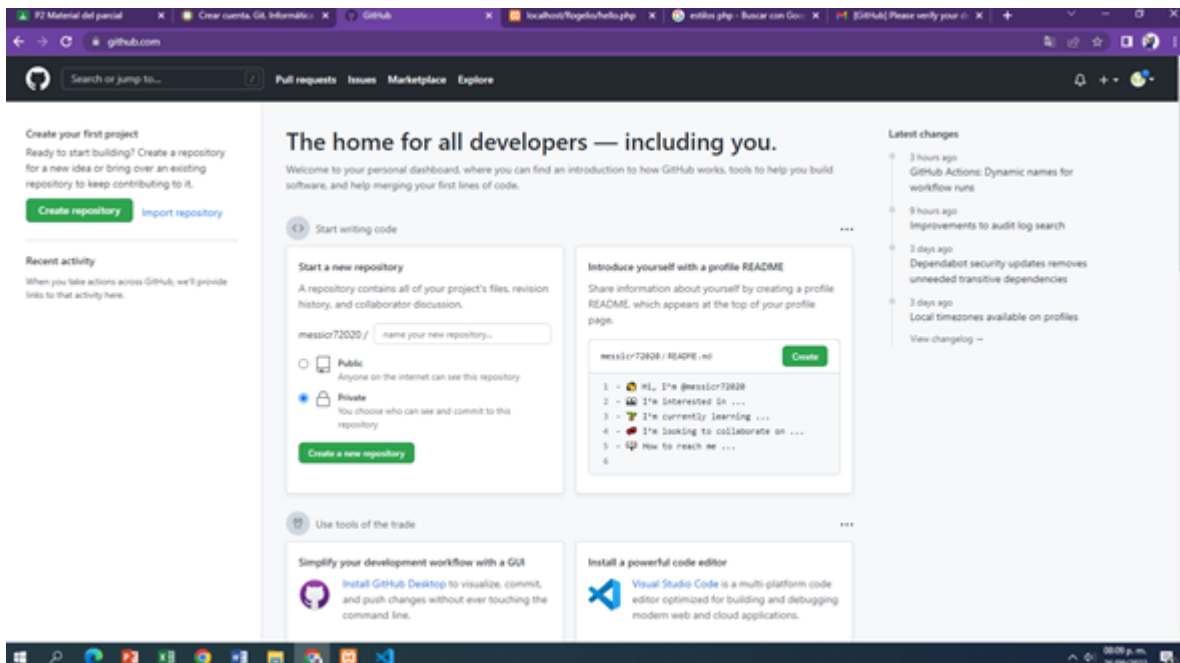 P2 Material del parcial
Crear cuenta. Git. Informátic
GitHub
localhost/Rogelio/hello.php
estilos php - Buscar con Goo
[GitHub] Please verify your d
github.com
Search or jump to...
/
Pull requests Issues Marketplace Explore
Create your first project
Ready to start building? Create a repository
for a new idea or bring over an existing
repository to keep contributing to it.
Create repository
Import repository
Recent activity
When you take actions across GitHub, we'll provide
links to that activity here.
The home for all developers — including you.
Welcome to your personal dashboard, where you can find an introduction to how GitHub works, tools to help you build
software, and help merging your first lines of code.
Start writing code
Start a new repository
A repository contains all of your project's files, revision
history, and collaborator discussion.
messicr72020 /
name your new repository...
Public
Anyone on the internet can see this repository
Private
You choose who can see and commit to this
repository
Create a new repository
Introduce yourself with a profile README
Share information about yourself by creating a profile
README, which appears at the top of your profile
page.
messicr72020/README.md
Create
1 - 👋 Hi, I'm @messicr72020
2 - 👀 I'm interested in ...
3 - 🌱 I'm currently learning ...
4 - 💞️ I'm looking to collaborate on ...
5 - 📫 How to reach me ...
6
Use tools of the trade
Simplify your development workflow with a GUI
Install GitHub Desktop to visualize, commit,
and push changes without ever touching the
command line.
Install a powerful code editor
Visual Studio Code is a multi-platform code
editor optimized for building and debugging
modern web and cloud applications.
Latest changes
3 hours ago
GitHub Actions: Dynamic names for
workflow runs
9 hours ago
Improvements to audit log search
3 days ago
Dependabot security updates removes
unneeded transitive dependencies
3 days ago
Local timezones available on profiles
View changelog →
08:09 p. m.